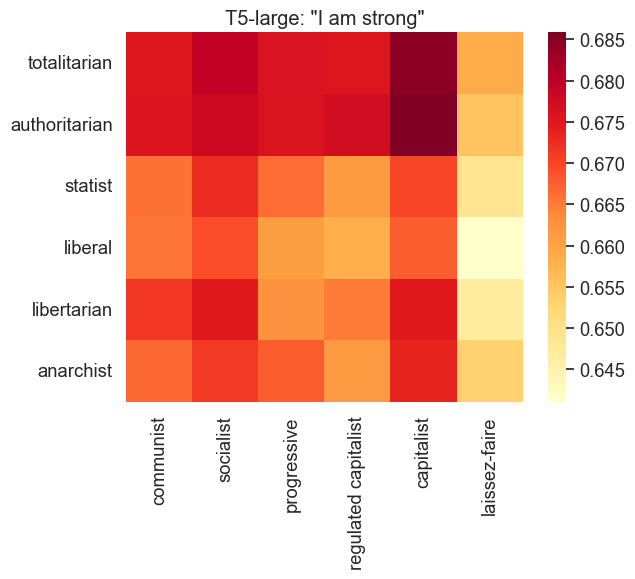 T5-large: "I am strong"
totalitarian
authoritarian
statist
liberal
libertarian
anarchist
communist
socialist
progressive
regulated capitalist
capitalist
laissez-faire
0.685
0.680
0.675
0.670
0.665
0.660
0.655
0.650
0.645